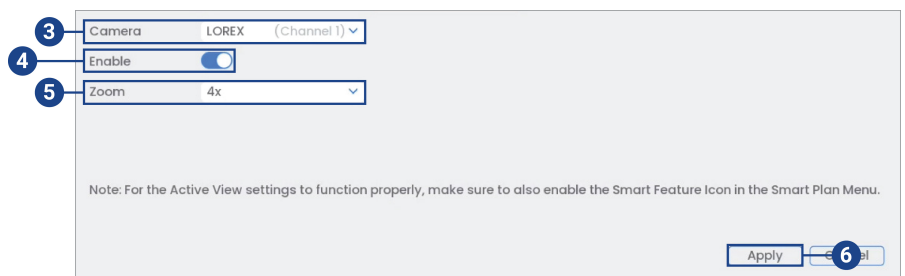 3 Camera LOREX (Channel 1)
4 Enable
5 Zoom 4x
Note: For the Active View settings to function properly, make sure to also enable the Smart Feature Icon in the Smart Plan Menu.
Apply 6